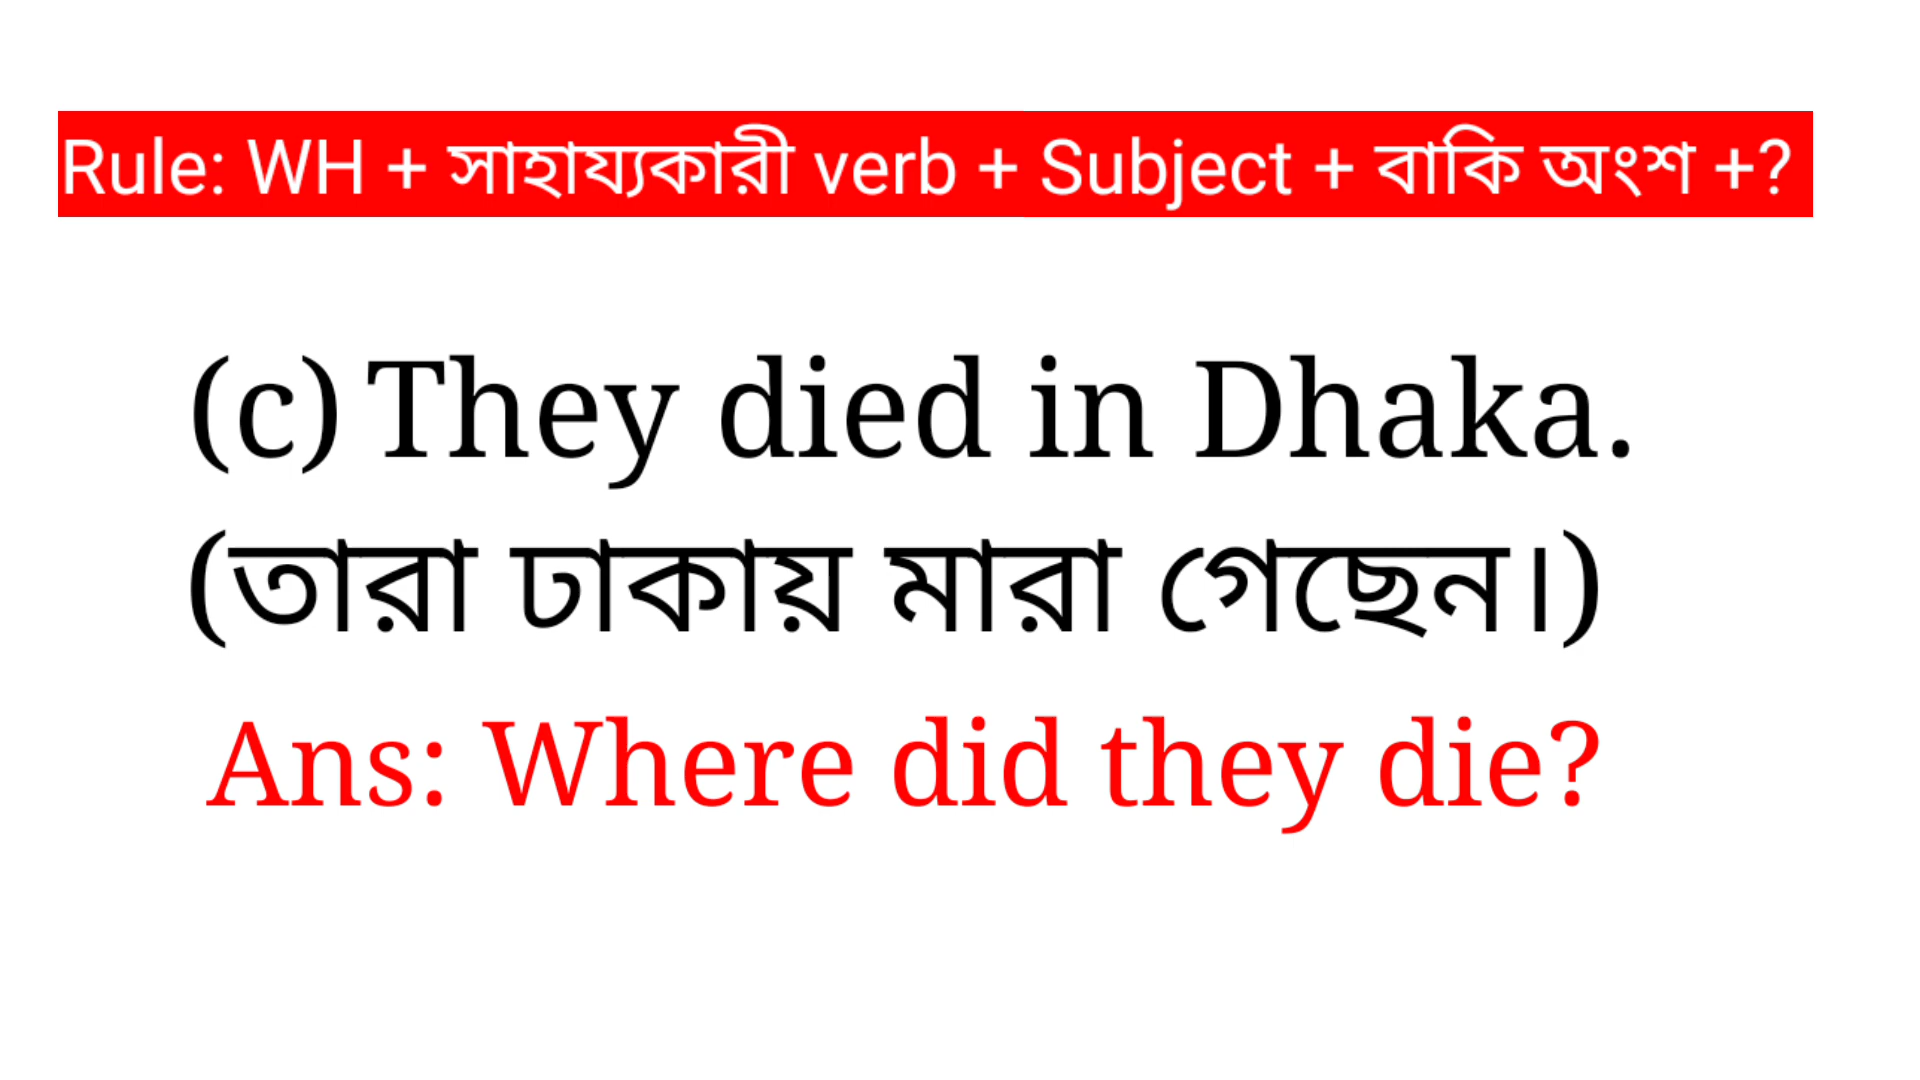 Rule: WH + সাহায্যকারী verb + Subject + বাকি অংশ +?
(c) They died in Dhaka.
(তারা ঢাকায় মারা গেছেন।)
Ans: Where did they die?